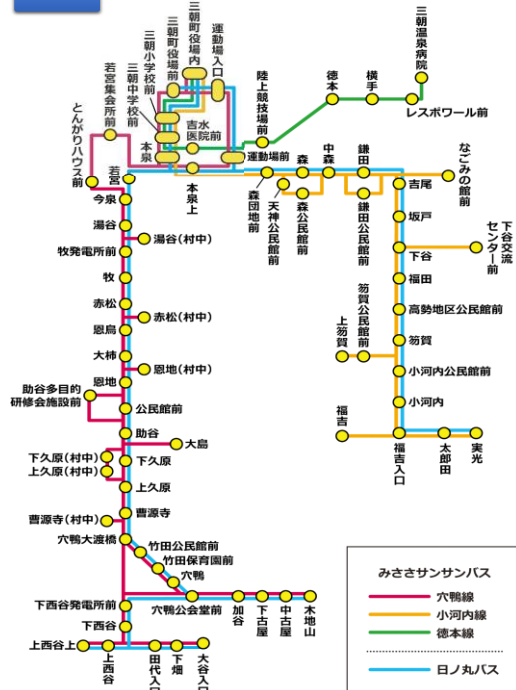 三朝温泉病院
徳本
横手
レスポワール前
陸上競技場前
運動場入口
三朝町役場内
三朝町役場前
三朝小学校前
三朝中学校前
吉水
医院前
本泉
本泉上
運動場前
若宮集会所前
とんがりハウス前
若宮
森団地前
天神公民館前
森
森公民館前
中森
鎌田
鎌田公民館前
なごみの館前
吉尾
坂戸
下谷
下谷交流
センター前
福田
高勢地区公民館前
笏賀
笏賀公民館前
上笏賀
小河内公民館前
小河内
福吉
福吉入口
太郎田
実光
今泉
湯谷
湯谷(村中)
牧発電所前
牧
赤松
赤松(村中)
恩鳥
大柿
恩地
恩地(村中)
助谷多目的
研修会施設前
公民館前
助谷
大島
下久原
下久原(村中)
上久原(村中)
上久原
曹源寺
曹源寺(村中)
穴鴨大渡橋
竹田公民館前
竹田保育園前
穴鴨
穴鴨公会堂前
加谷
下古屋
中古屋
木地山
下西谷発電所前
下西谷
上西谷上
上西谷
田代入口
下畑
大谷入口
みささサンサンバス
穴鴨線
小河内線
徳本線
日ノ丸バス